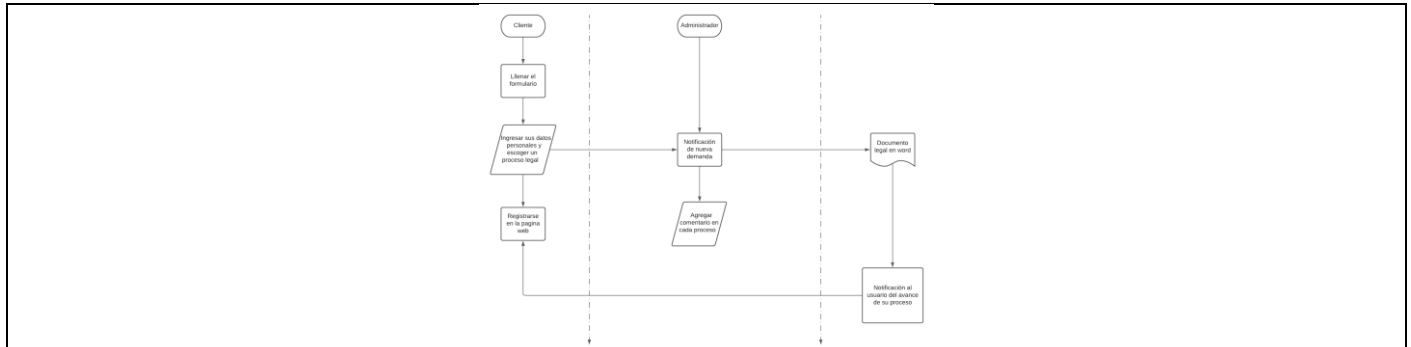 Cliente
Administrador
Llenar el
formulario
Ingresar sus datos
personales y
escoger un
proceso legal
Notificación
de nueva
demanda
Documento
legal en word
Registrarse
en la pagina
web
Agregar
comentario en
cada proceso
Notificación al
usuario del avance
de su proceso